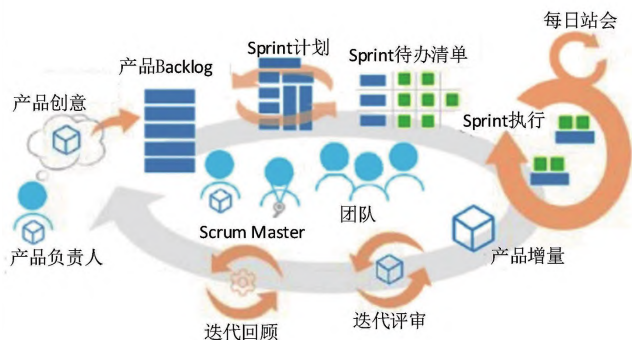 每日站会
Sprint计划
Sprint待办清单
产品Backlog
产品创意
Sprint执行
团队
Scrum Master
产品负责人
产品增量
迭代回顾
迭代评审